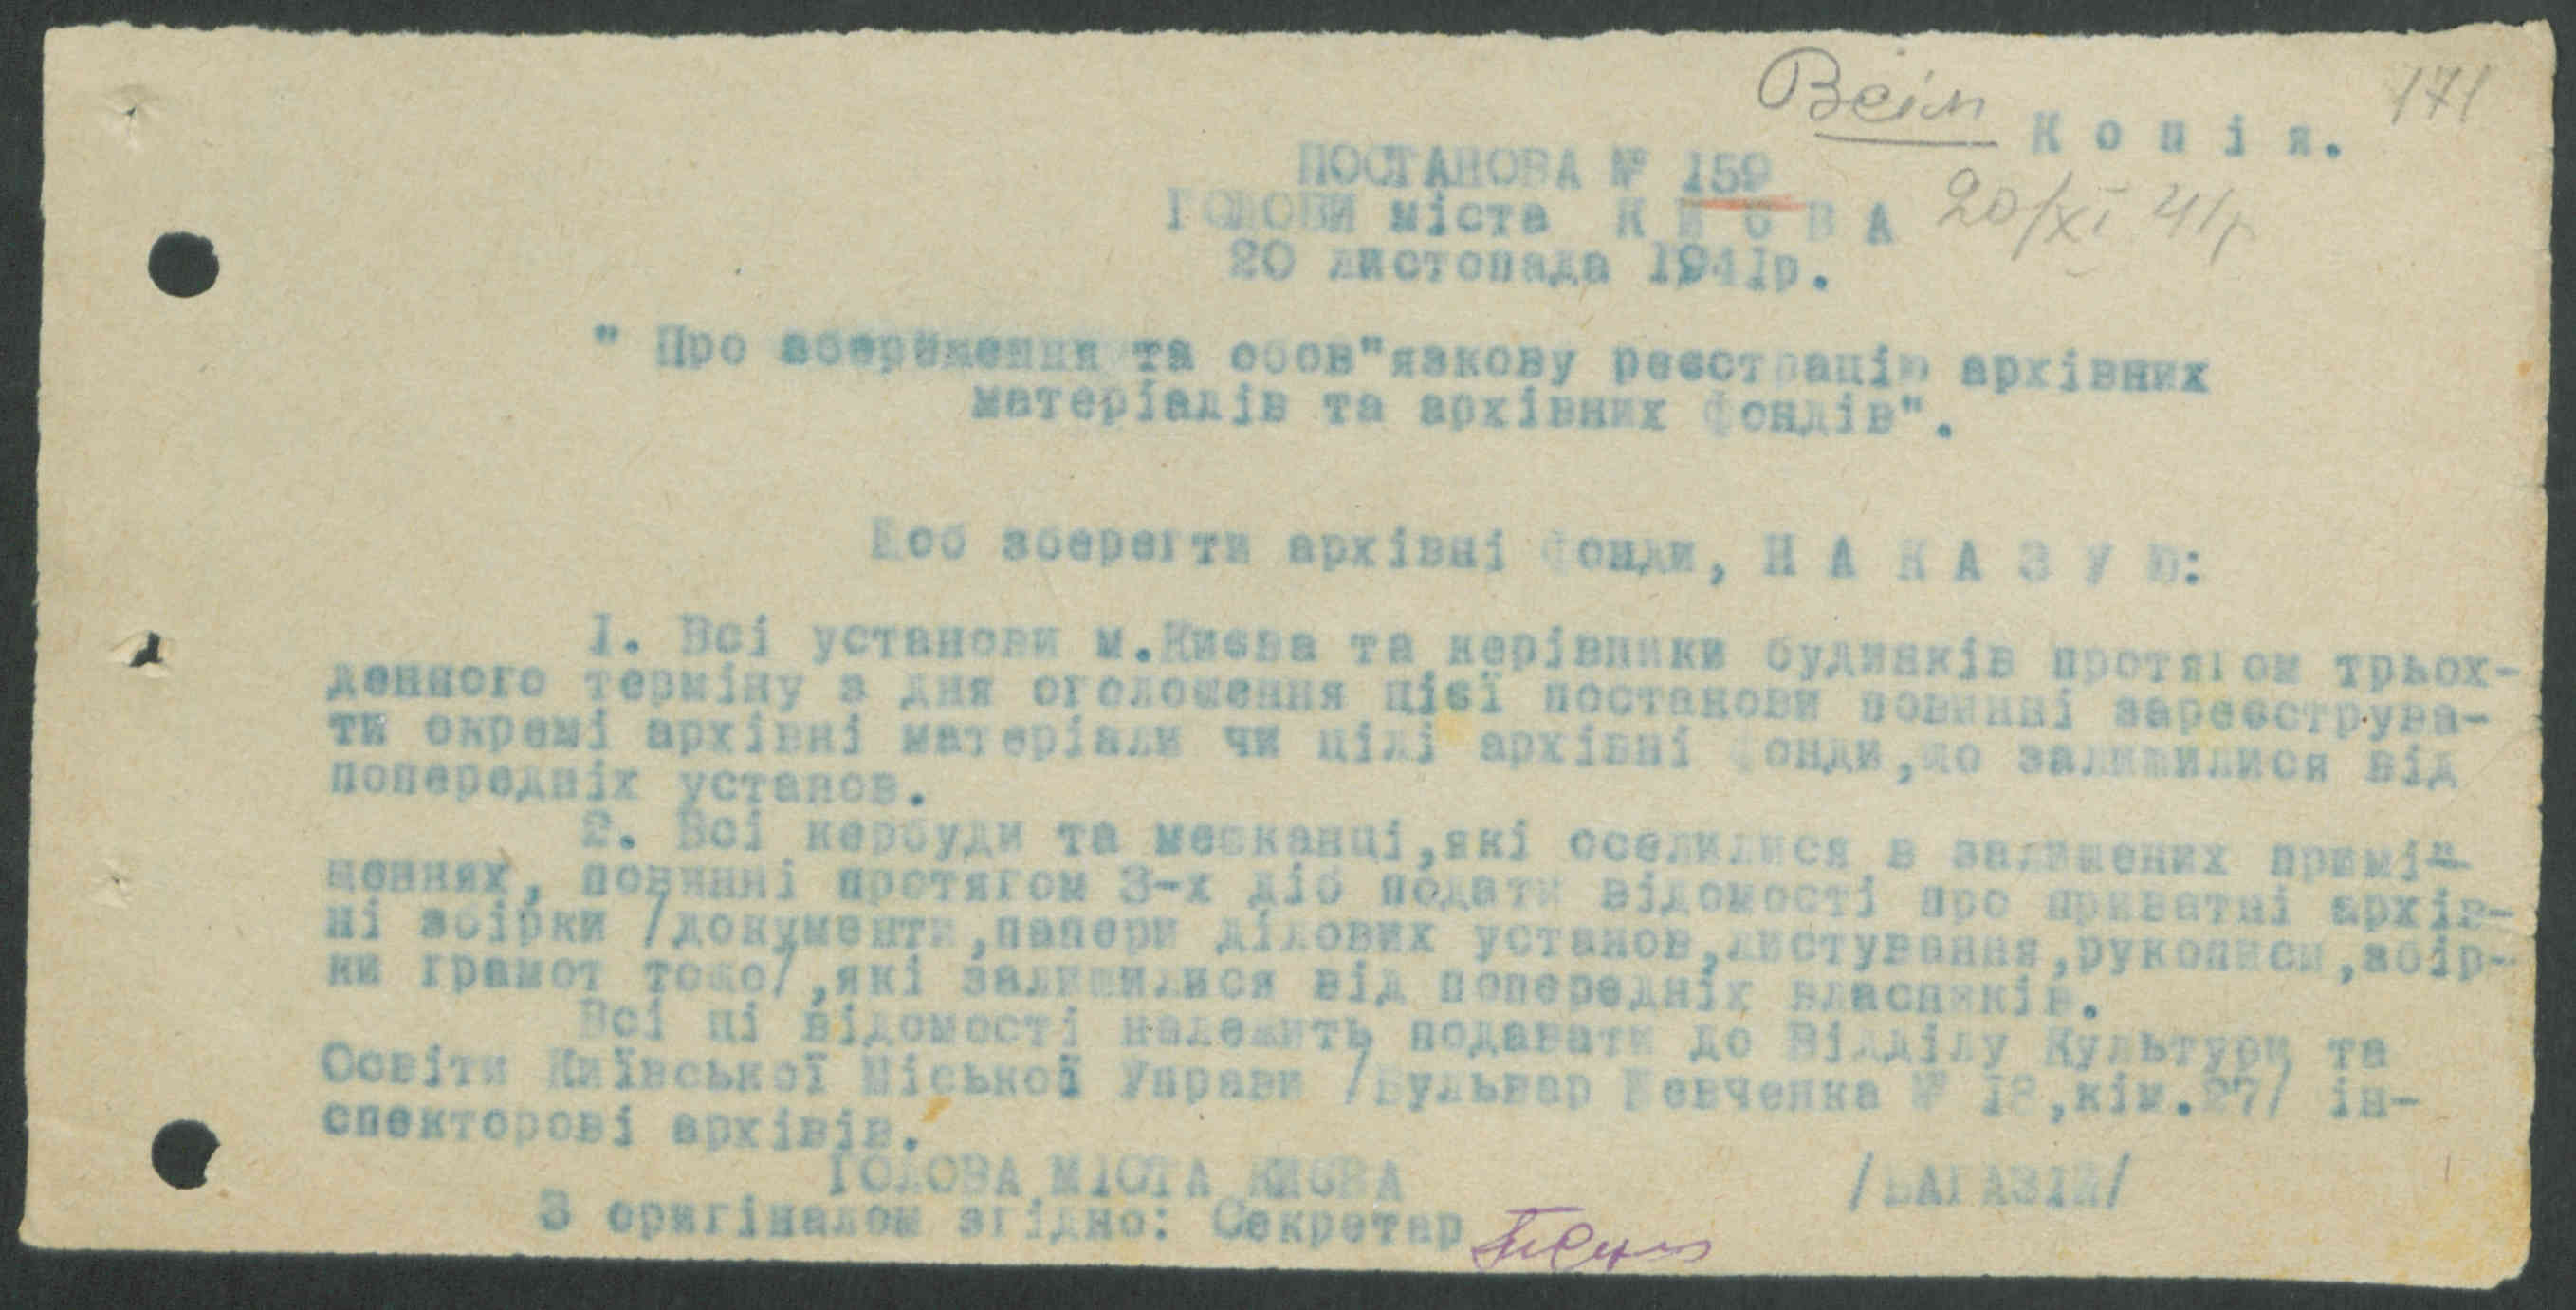 Всім
171
К о п і я.
ПОСТАНОВА № 159
ГОЛОВИ міста К И Є В А
20/XI 41р
20 листопада 1941р.
" Про збереження та обов"язкову реєстрацію архівних
матеріалів та архівних фондів".
Щоб зберегти архівні фонди, Н А К А З У Ю:
I. Всі установи м.Києва та керівники будинків протягом трьох-
денного терміну з дня оголошення цієї постанови повинні зареєструва-
ти окремі архівні матеріали чи цілі архівні фонди,що залишилися від
попередніх установ.
2. Всі кербуди та мешканці,які оселилися в залишених примі-
щеннях, повинні протягом 3-х діб подати відомості про приватні архів-
ні збірки /документи,папери ділових установ,листування,рукописи,збір-
ки грамот тощо/,які залишилися від попередніх власників.
Всі ці відомості належить подавати до Відділу Культури та
Освіти Київської Міської Управи /Бульвар Шевченка № 18,кім.27/ ін-
спекторові архівів.
ГОЛОВА МІСТА КИЄВА /БАГАЗІЙ/
З оригіналом згідно: Секретар